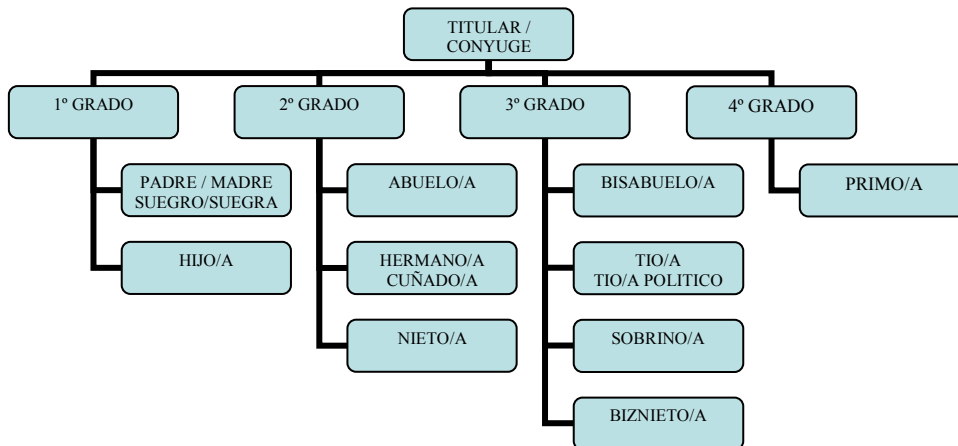 TITULAR /
CONYUGE
1º GRADO
2º GRADO
3º GRADO
4º GRADO
PADRE / MADRE
SUEGRO/SUEGRA
HIJO/A
ABUELO/A
HERMANO/A
CUÑADO/A
NIETO/A
BISABUELO/A
TIO/A
TIO/A POLITICO
SOBRINO/A
BIZNIETO/A
PRIMO/A